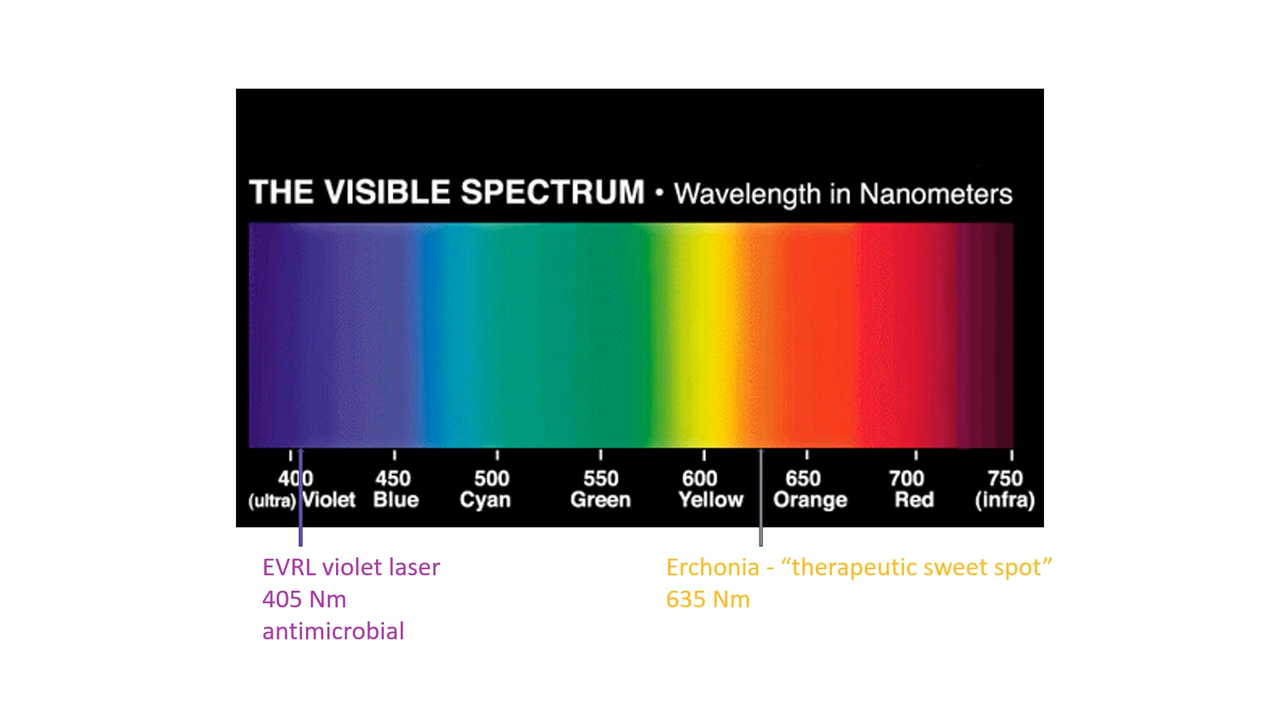 THE VISIBLE SPECTRUM • Wavelength in Nanometers
400 450 500 550 600 650 700 750
(ultra) Violet Blue Cyan Green Yellow Orange Red (infra)
EVRL violet laser
405 Nm
antimicrobial
Erchonia - “therapeutic sweet spot”
635 Nm